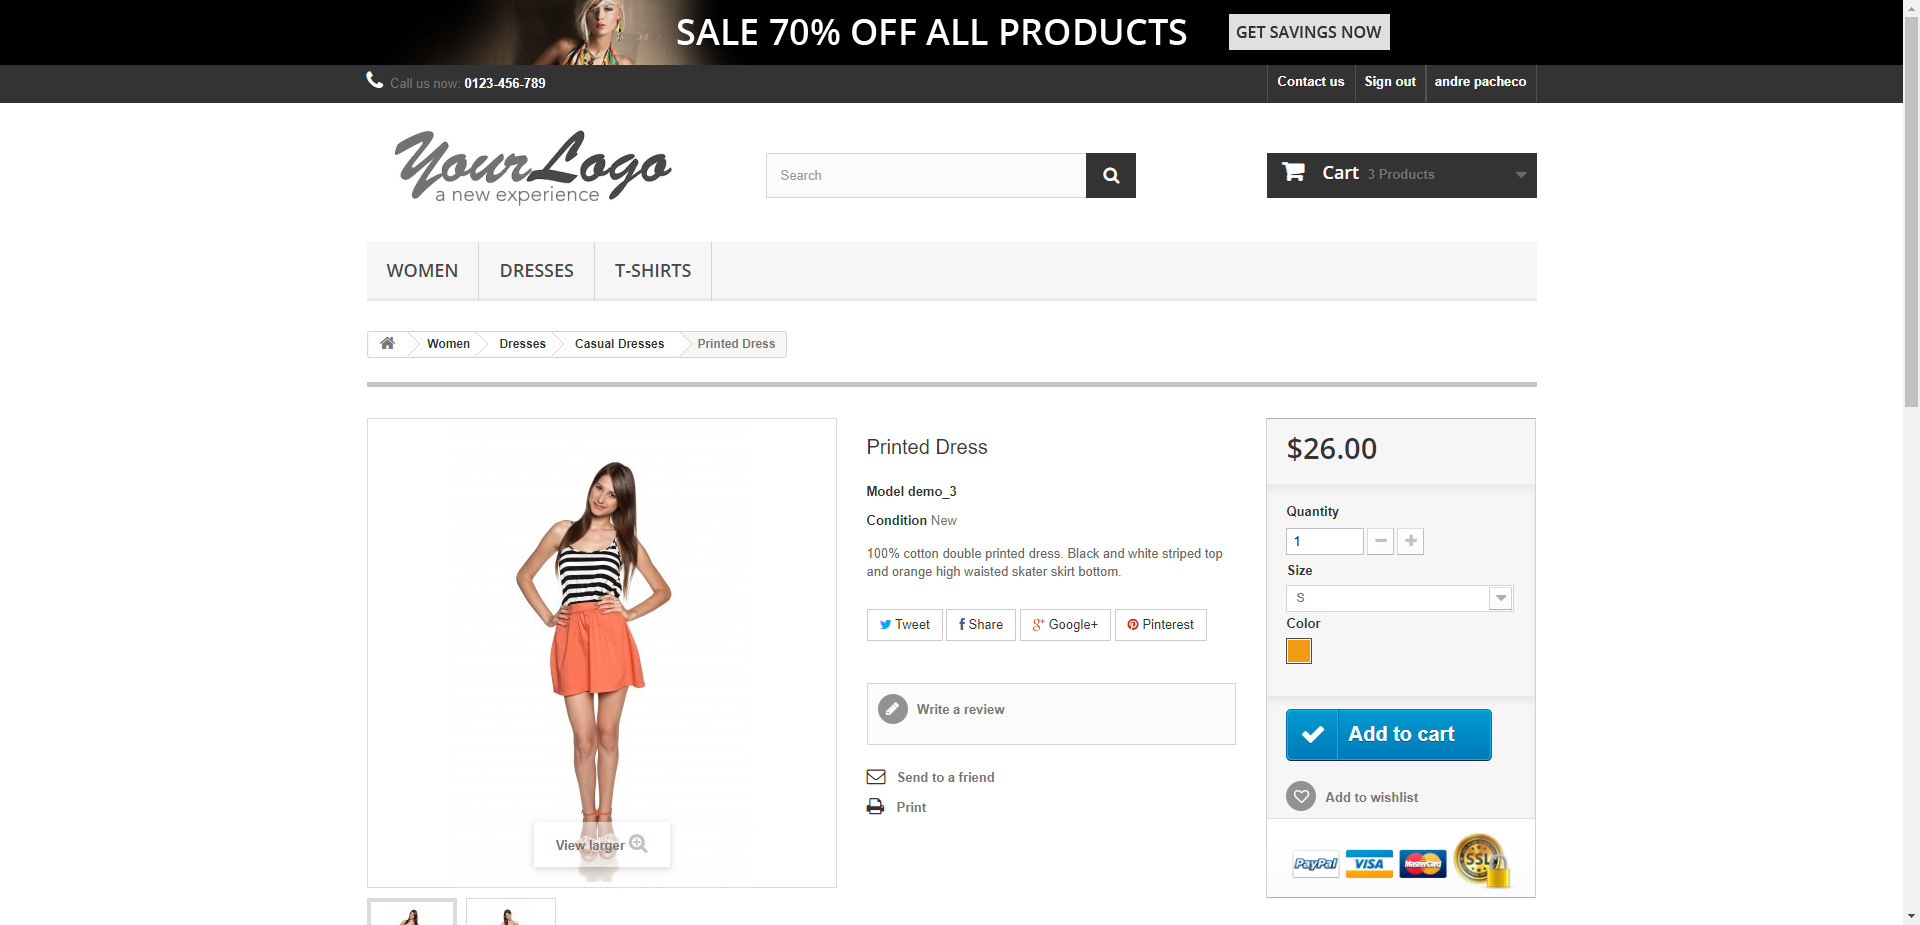 SALE 70% OFF ALL PRODUCTS GET SAVINGS NOW
Call us now: 0123-456-789 Contact us Sign out andre pacheco
YourLogo
a new experience
Search
Cart 3 Products
WOMEN DRESSES T-SHIRTS
Women Dresses Casual Dresses Printed Dress
Printed Dress
Model demo_3
Condition New
100% cotton double printed dress. Black and white striped top
and orange high waisted skater skirt bottom.
Tweet Share Google+ Pinterest
Write a review
Send to a friend
Print
View larger
$26.00
Quantity
1
Size
S
Color
Add to cart
Add to wishlist
PayPal VISA MasterCard SSL